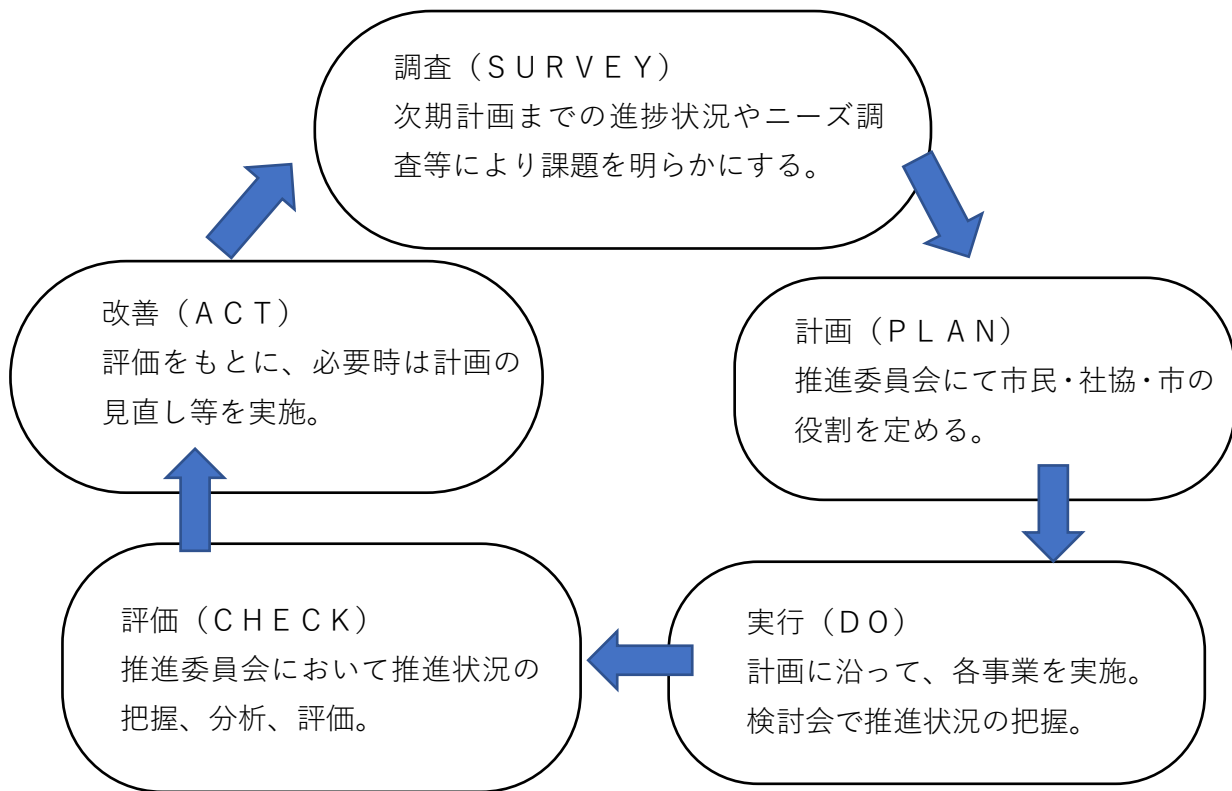 調査（ＳＵＲＶＥＹ）
次期計画までの進捗状況やニーズ調
査等により課題を明らかにする。
計画（ＰＬＡＮ）
推進委員会にて市民・社協・市の
役割を定める。
実行（ＤＯ）
計画に沿って、各事業を実施。
検討会で推進状況の把握。
評価（ＣＨＥＣＫ）
推進委員会において推進状況の
把握、分析、評価。
改善（ＡＣＴ）
評価をもとに、必要時は計画の
見直し等を実施。